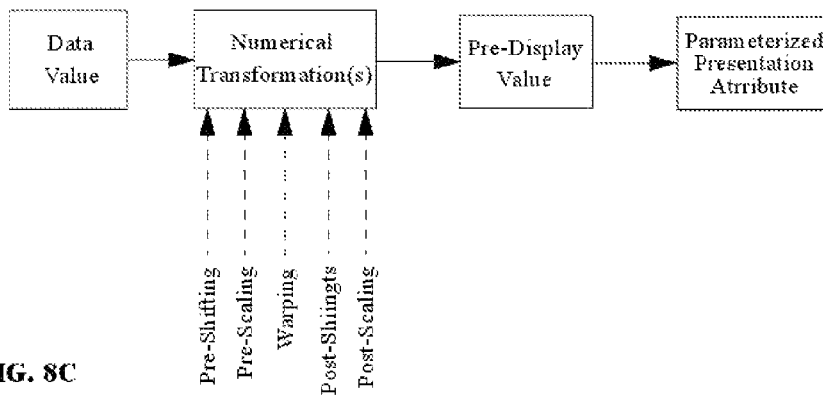 Data
Value
Numerical
Transformation(s)
Pre-Display
Value
Parameterized
Presentation
Atrribute
Pre-Shifting
Pre-Scaling
Warping
Post-Shiingts
Post-Scaling
IG. 8C